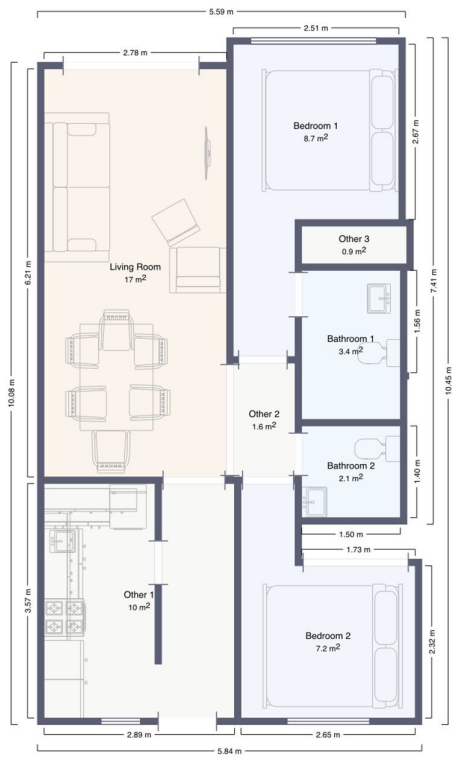 5.59 m
2.51 m
2.78 m
Bedroom 1
8.7 m²
2.67 m
Other 3
0.9 m²
Living Room
17 m²
6.21 m
7.41 m
1.56 m
Bathroom 1
3.4 m²
10.08 m
10.45 m
Other 2
1.6 m²
Bathroom 2
2.1 m²
1.40 m
1.50 m
1.73 m
3.57 m
Other 1
10 m²
Bedroom 2
7.2 m²
2.32 m
2.89 m
2.65 m
5.84 m